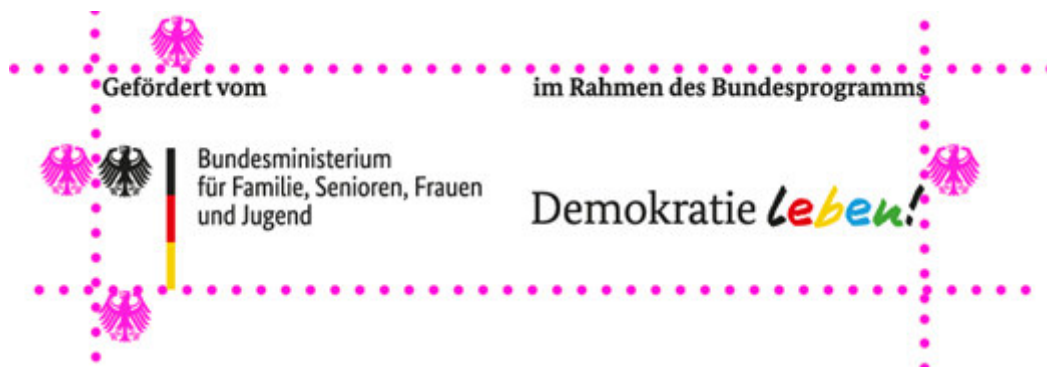 Gefördert vom
im Rahmen des Bundesprogramms
Bundesministerium
für Familie, Senioren, Frauen
und Jugend
Demokratie Leben!